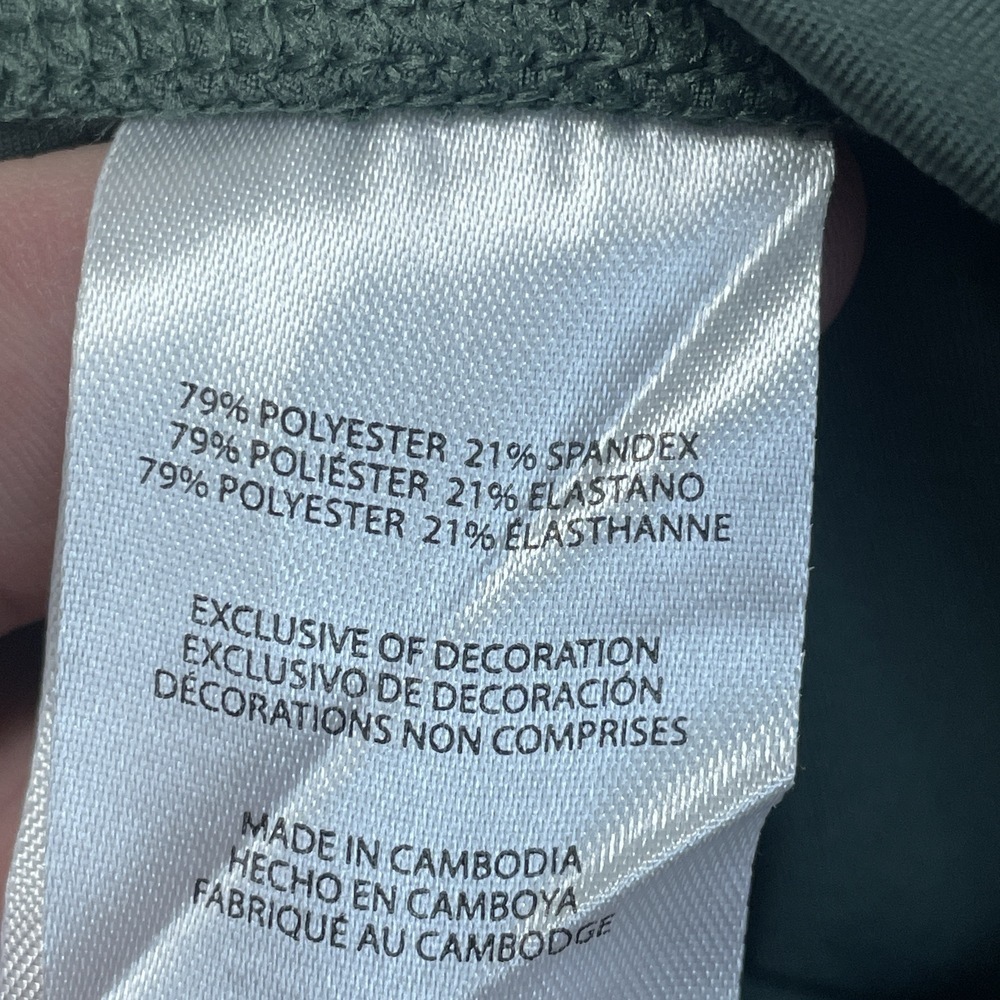 79% POLYESTER 21% SPANDEX
79% POLIÉSTER 21% ELASTANO
79% POLYESTER 21% ÉLASTHANNE
EXCLUSIVE OF DECORATION
EXCLUSIVO DE DECORACIÓN
DÉCORATIONS NON COMPRISES
MADE IN CAMBODIA
HECHO EN CAMBOYA
FABRIQUÉ AU CAMBODGE